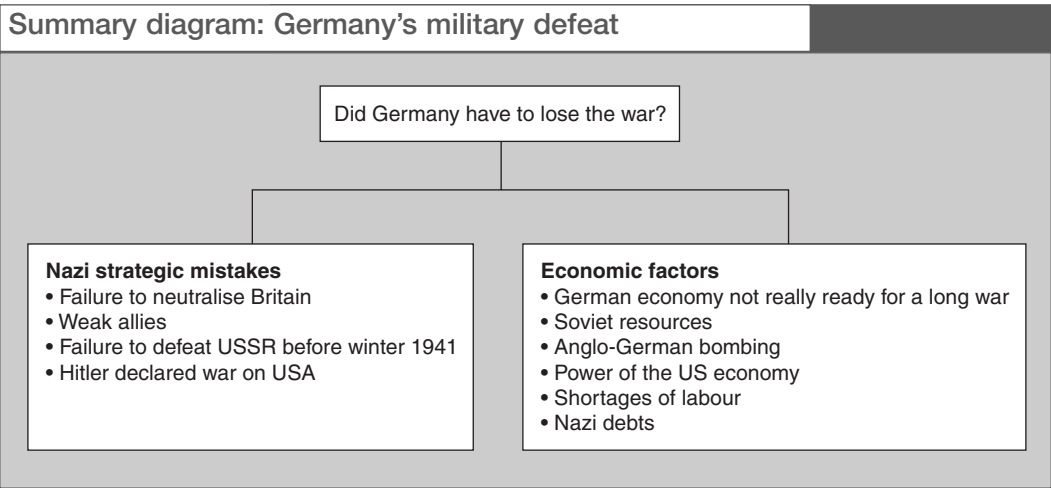 Summary diagram: Germany's military defeat
Did Germany have to lose the war?
Nazi strategic mistakes
• Failure to neutralise Britain
• Weak allies
• Failure to defeat USSR before winter 1941
• Hitler declared war on USA
Economic factors
• German economy not really ready for a long war
• Soviet resources
• Anglo-German bombing
• Power of the US economy
• Shortages of labour
• Nazi debts